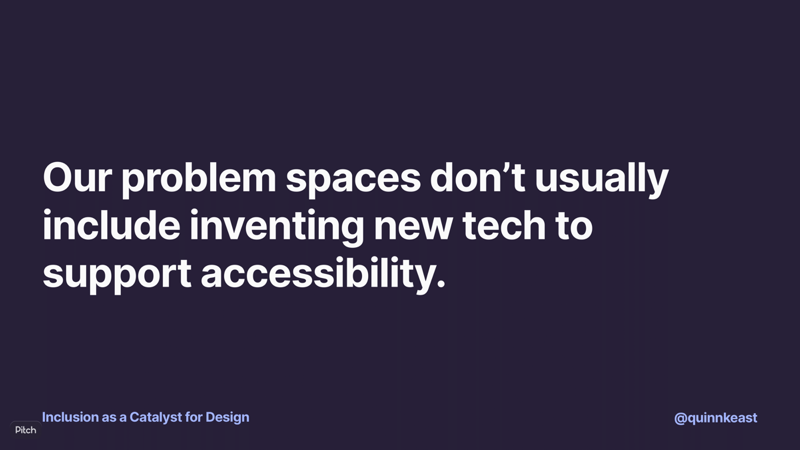 Our problem spaces don’t usually
include inventing new tech to
support accessibility.
Inclusion as a Catalyst for Design
@quinnkeast
Pitch